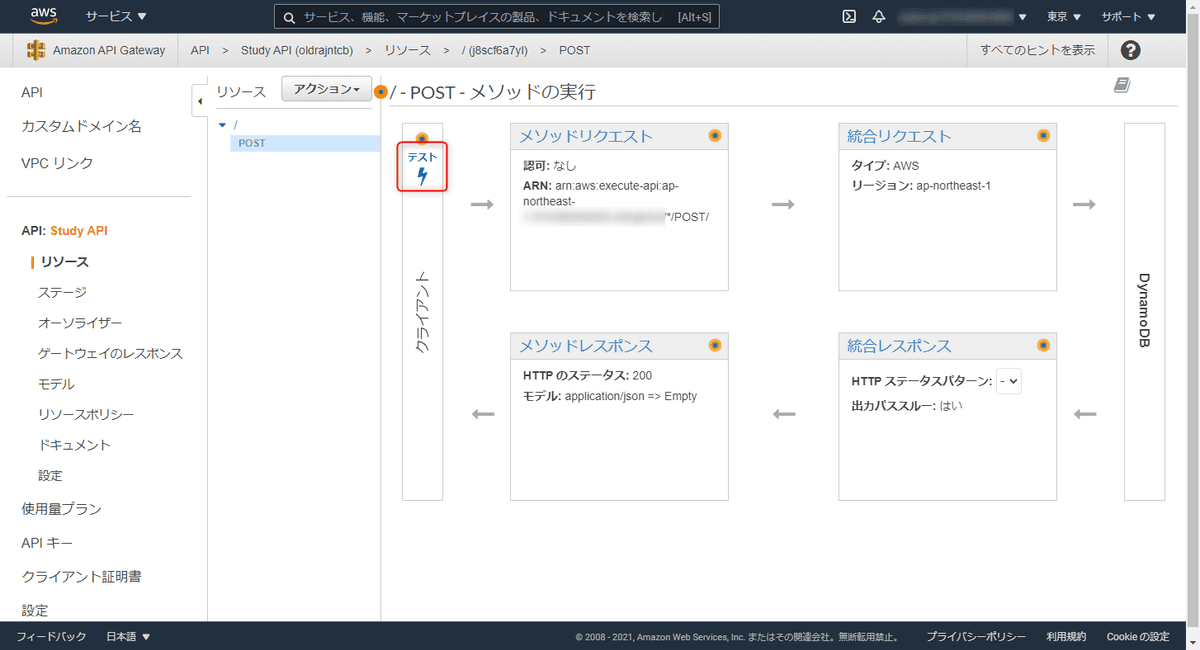 aws
サービス ▼
サービス、機能、マーケットプレイスの製品、ドキュメントを検索し [Alt+S]
東京 ▼
サポート ▼
Amazon API Gateway
API > Study API (oldrajntcb) > リソース > / (j8scf6a7yl) > POST
すべてのヒントを表示
API
カスタムドメイン名
VPC リンク
API: Study API
リソース
ステージ
オーソライザー
ゲートウェイのレスポンス
モデル
リソースポリシー
ドキュメント
設定
使用量プラン
API キー
クライアント証明書
設定
リソース
アクション
/
POST
/ - POST - メソッドの実行
テスト
クライアント
メソッドリクエスト
認可: なし
ARN: arn:aws:execute-api:ap-
northeast-
/*/POST/
統合リクエスト
タイプ: AWS
リージョン: ap-northeast-1
DynamoDB
メソッドレスポンス
HTTP のステータス: 200
モデル: application/json => Empty
統合レスポンス
HTTP ステータスパターン: -
出力パススルー: はい
フィードバック
日本語 ▼
© 2008 - 2021, Amazon Web Services, Inc. またはその関連会社。無断転用禁止。
プライバシーポリシー
利用規約
Cookie の設定